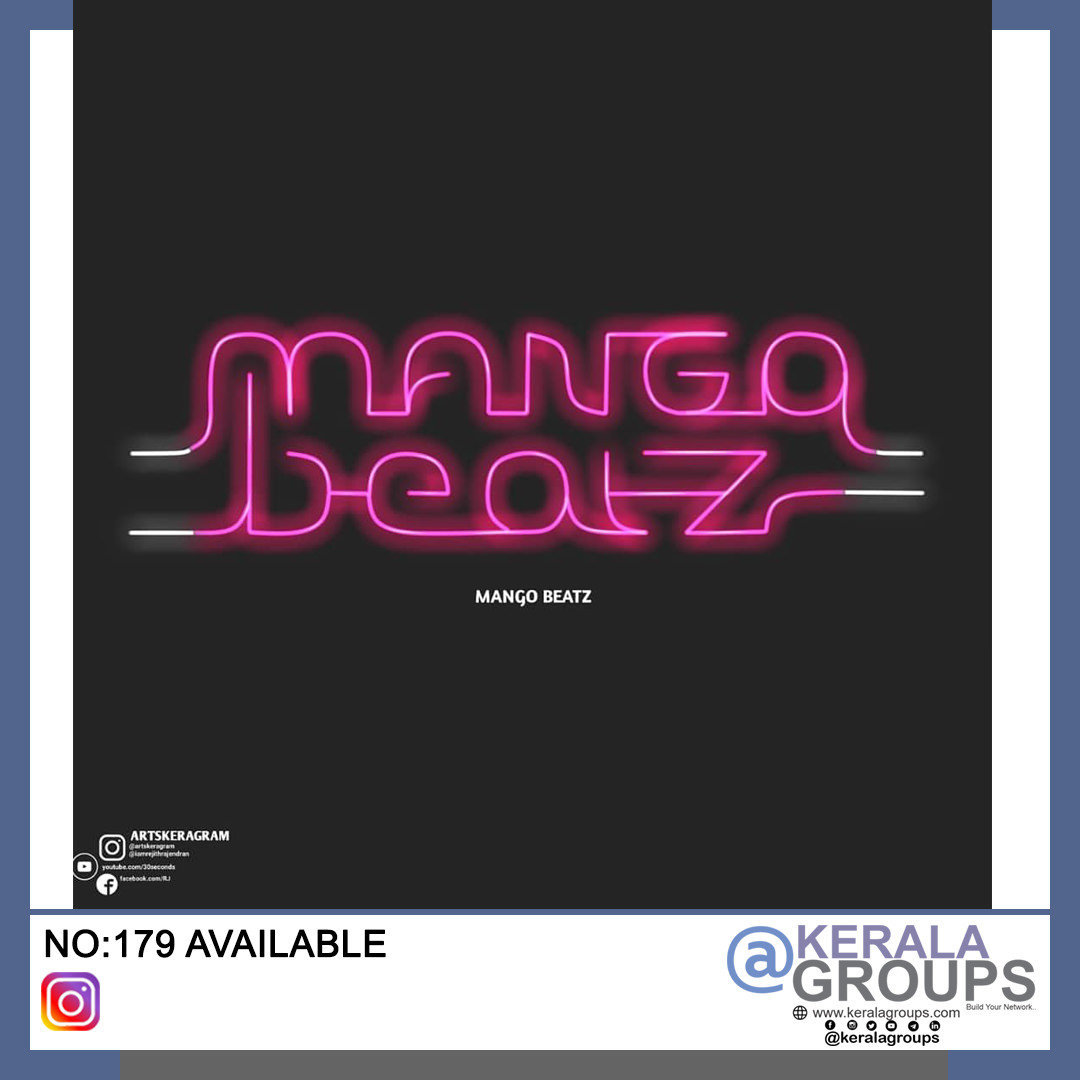 MANGO
beatz
MANGO BEATZ
ARTSKERAGRAM
@artskeragram
@iamrejithrajendran
youtube.com/30seconds
facebook.com/RJ
NO:179 AVAILABLE
@KERALA
GROUPS
Build Your Network..
www.keralagroups.com
@keralagroups